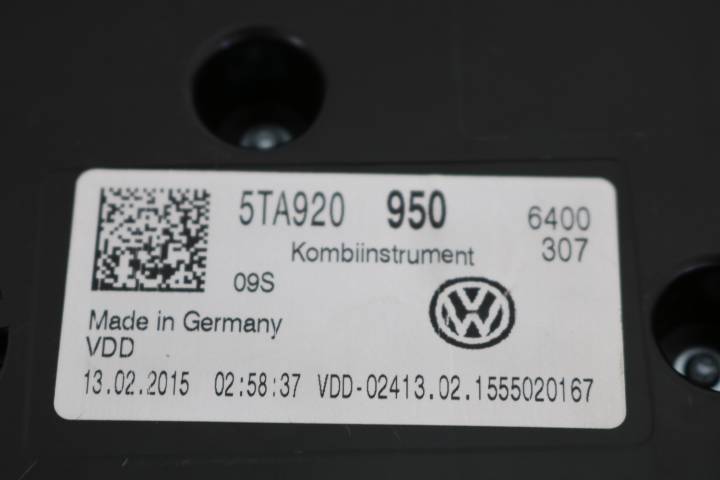 5TA920 950 6400
Kombiinstrument 307
09S
Made in Germany
VDD
13.02.2015 02:58:37 VDD-02413.02.1555020167